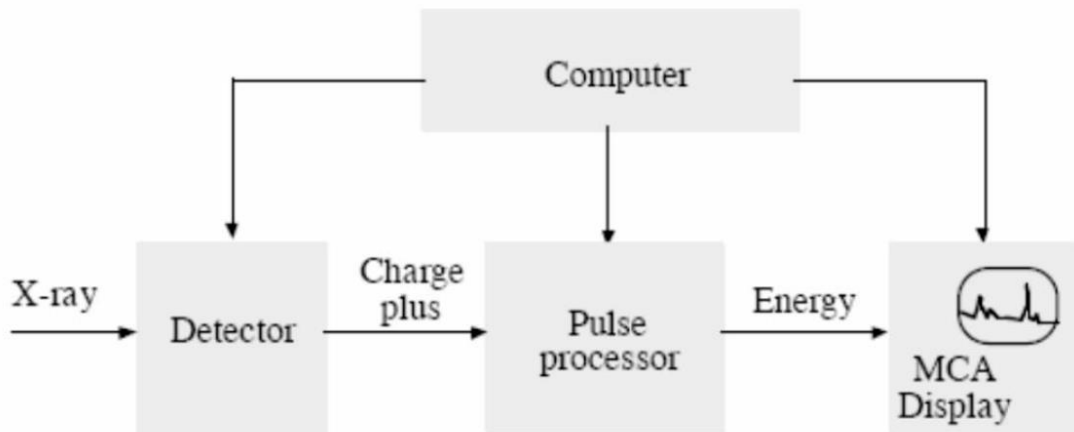 Computer
X-ray
Detector
Charge
plus
Pulse
processor
Energy
MCA
Display